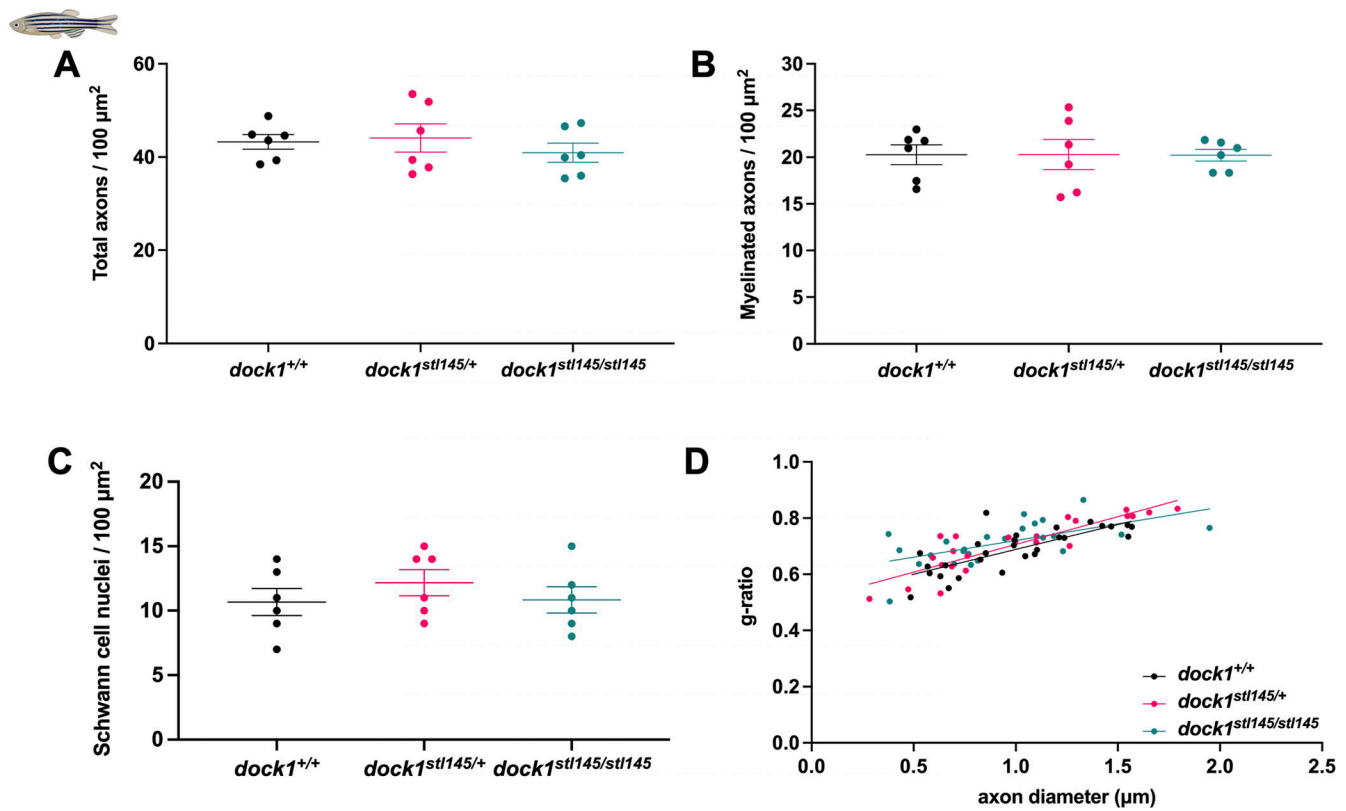 A
Total axons / 100 µm²
60
40
20
0
dock1+/+
dock1stl145/+
dock1stl145/stl145
B
Myelinated axons / 100 µm²
30
25
20
15
10
5
0
dock1+/+
dock1stl145/+
dock1stl145/stl145
C
Schwann cell nuclei / 100 µm²
20
15
10
5
0
dock1+/+
dock1stl145/+
dock1stl145/stl145
D
g-ratio
1.0
0.8
0.6
0.4
0.2
0.0
dock1+/+
dock1stl145/+
dock1stl145/stl145
0.5
1.0
1.5
2.0
2.5
axon diameter (µm)